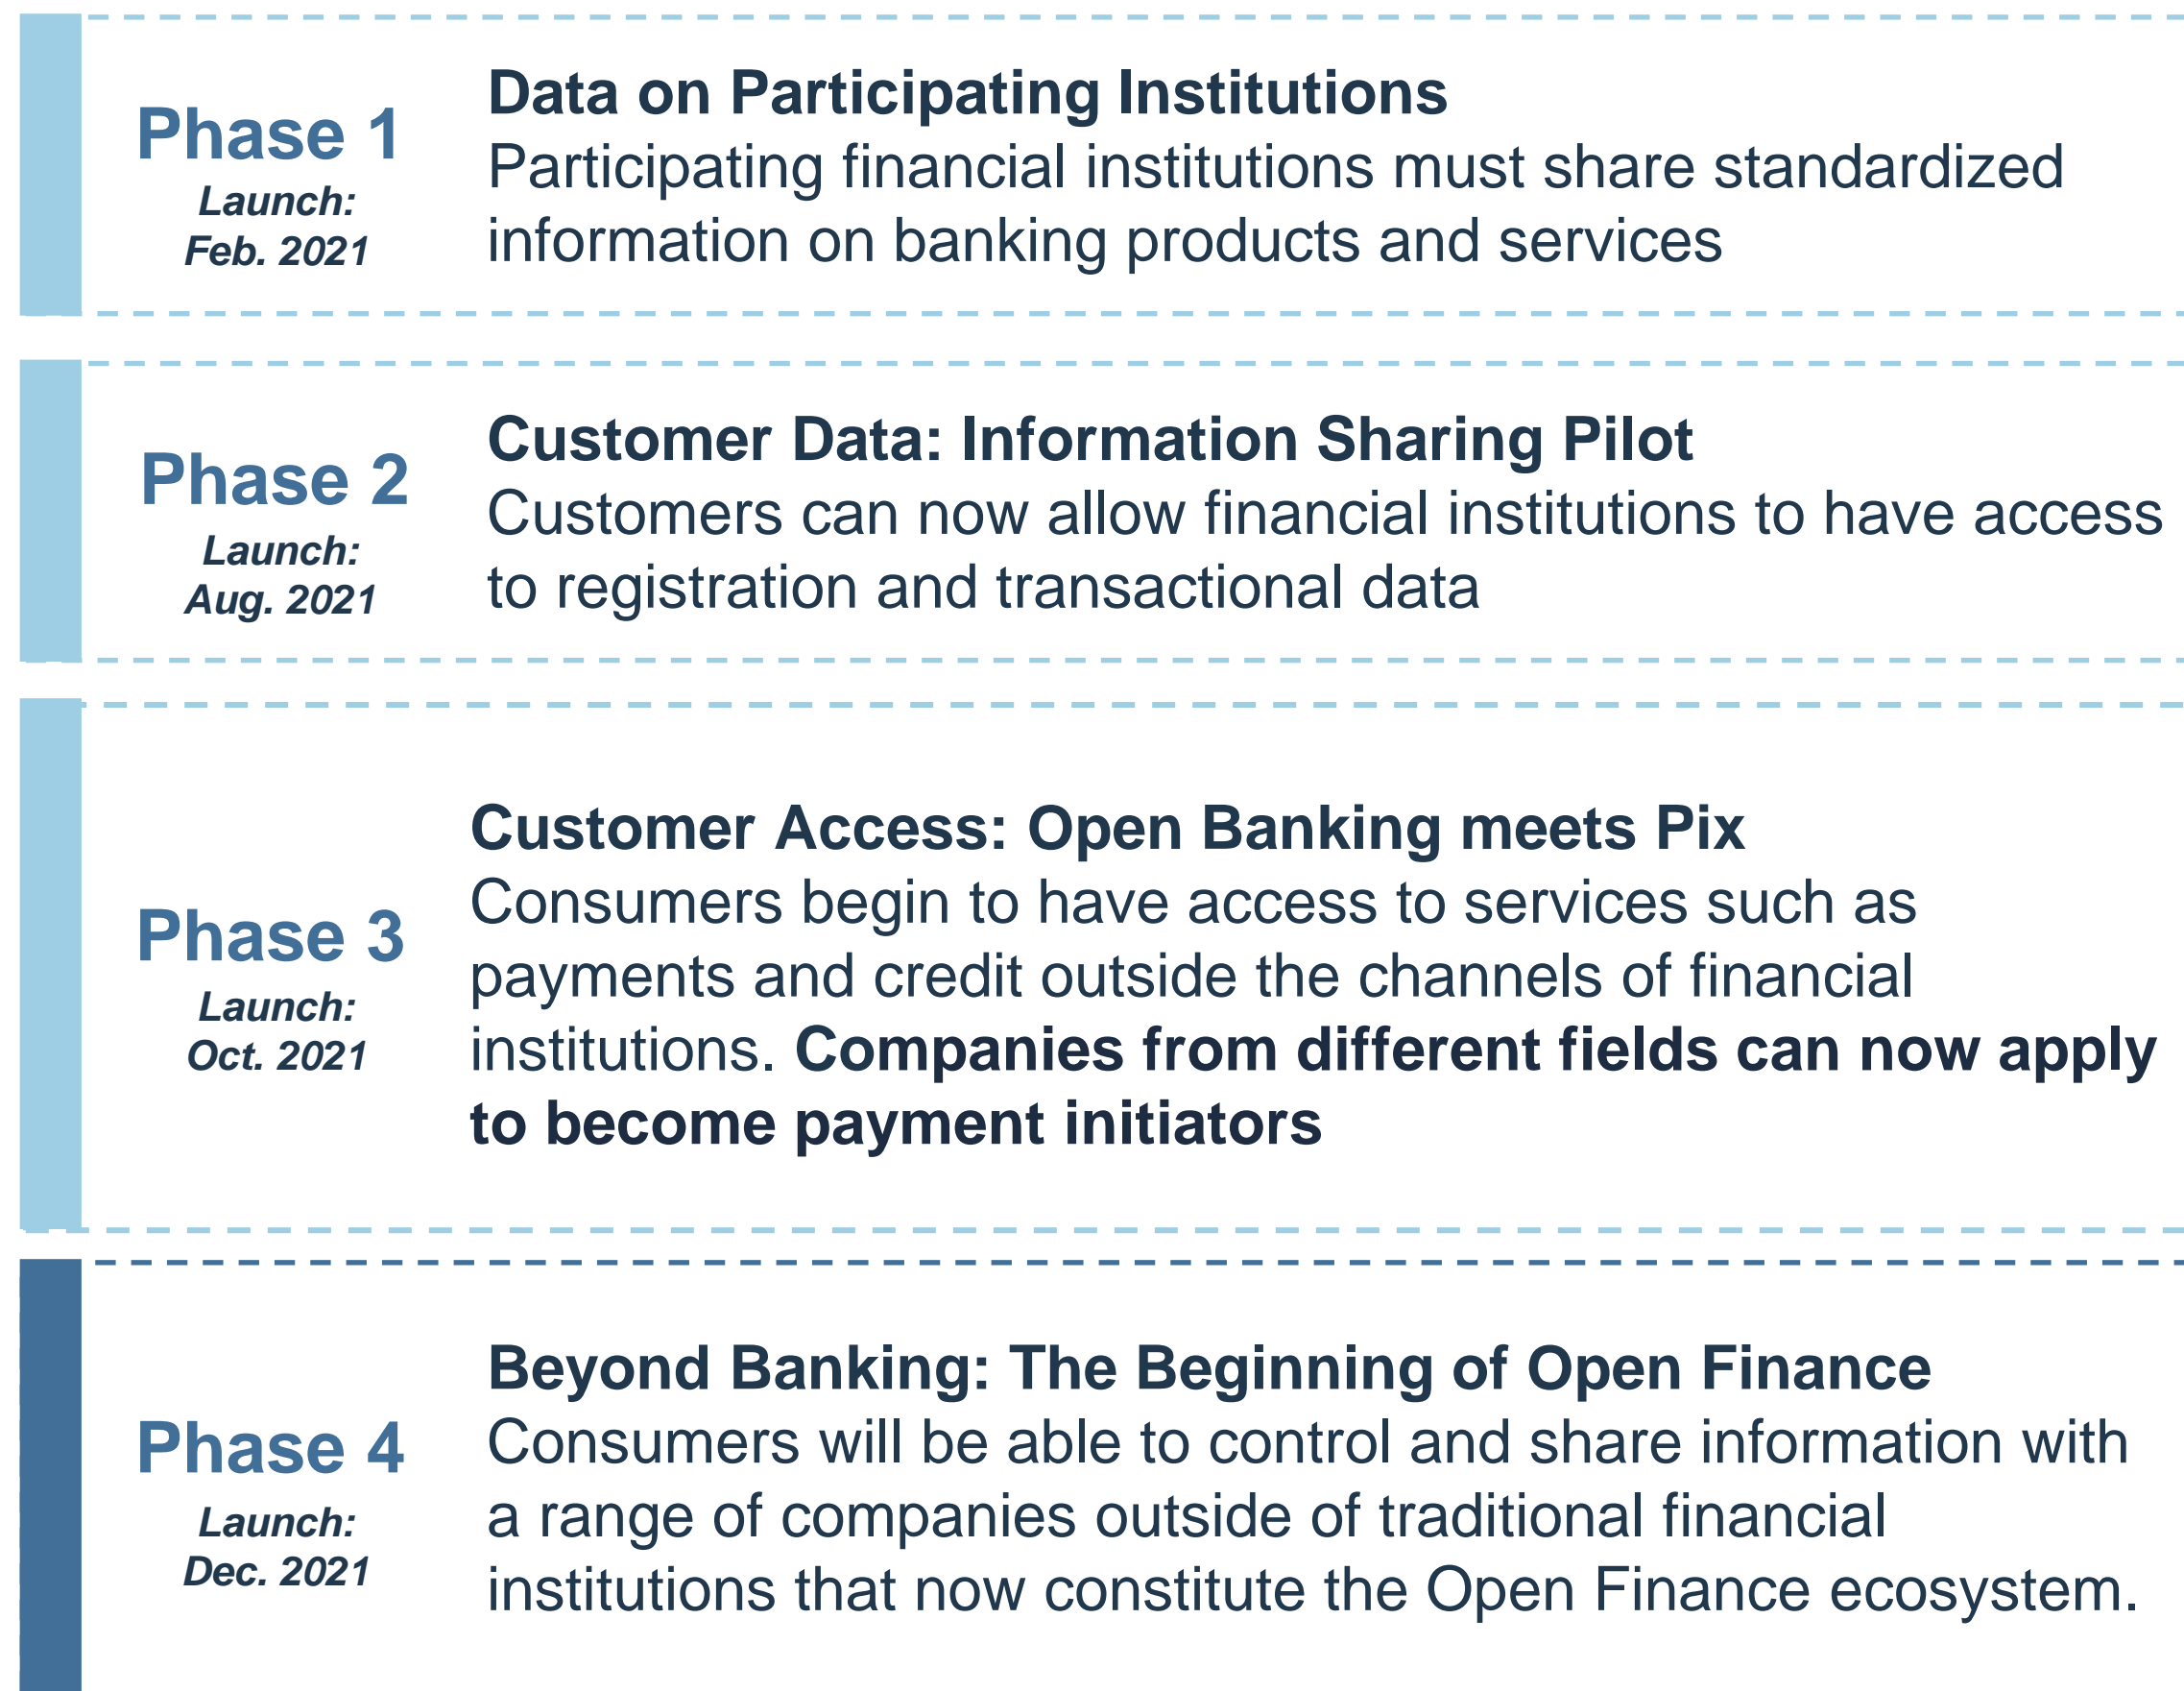 Phase 1
Launch:
Feb. 2021
Data on Participating Institutions
Participating financial institutions must share standardized
information on banking products and services
Phase 2
Launch:
Aug. 2021
Customer Data: Information Sharing Pilot
Customers can now allow financial institutions to have access
to registration and transactional data
Phase 3
Launch:
Oct. 2021
Customer Access: Open Banking meets Pix
Consumers begin to have access to services such as
payments and credit outside the channels of financial
institutions. Companies from different fields can now apply
to become payment initiators
Phase 4
Launch:
Dec. 2021
Beyond Banking: The Beginning of Open Finance
Consumers will be able to control and share information with
a range of companies outside of traditional financial
institutions that now constitute the Open Finance ecosystem.